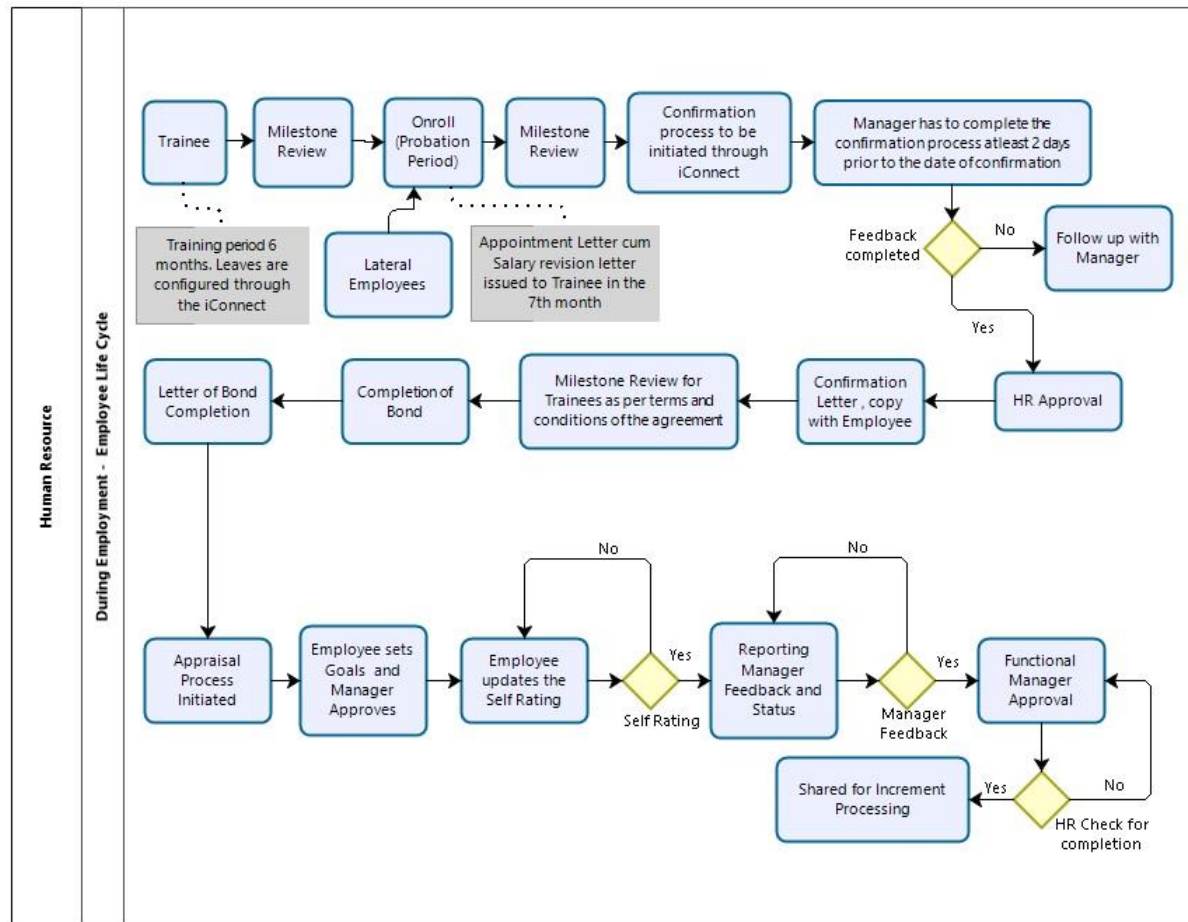 Human Resource
During Employment - Employee Life Cycle
Trainee
Milestone
Review
Onroll
(Probation
Period)
Milestone
Review
Confirmation
process to be
initiated through
iConnect
Manager has to complete the
confirmation process atleast 2 days
prior to the date of confirmation
Training period 6
months. Leaves are
configured through
the iConnect
Lateral
Employees
Appointment Letter cum
Salary revision letter
issued to Trainee in the
7th month
Feedback
completed
No
Follow up with
Manager
Yes
Letter of Bond
Completion
Completion of
Bond
Milestone Review for
Trainees as per terms and
conditions of the agreement
Confirmation
Letter , copy
with Employee
HR Approval
No
No
Appraisal
Process
Initiated
Employee sets
Goals and
Manager
Approves
Employee
updates the
Self Rating
Yes
Self Rating
Reporting
Manager
Feedback and
Status
Yes
Manager
Feedback
Functional
Manager
Approval
Shared for Increment
Processing
Yes
No
HR Check for
completion